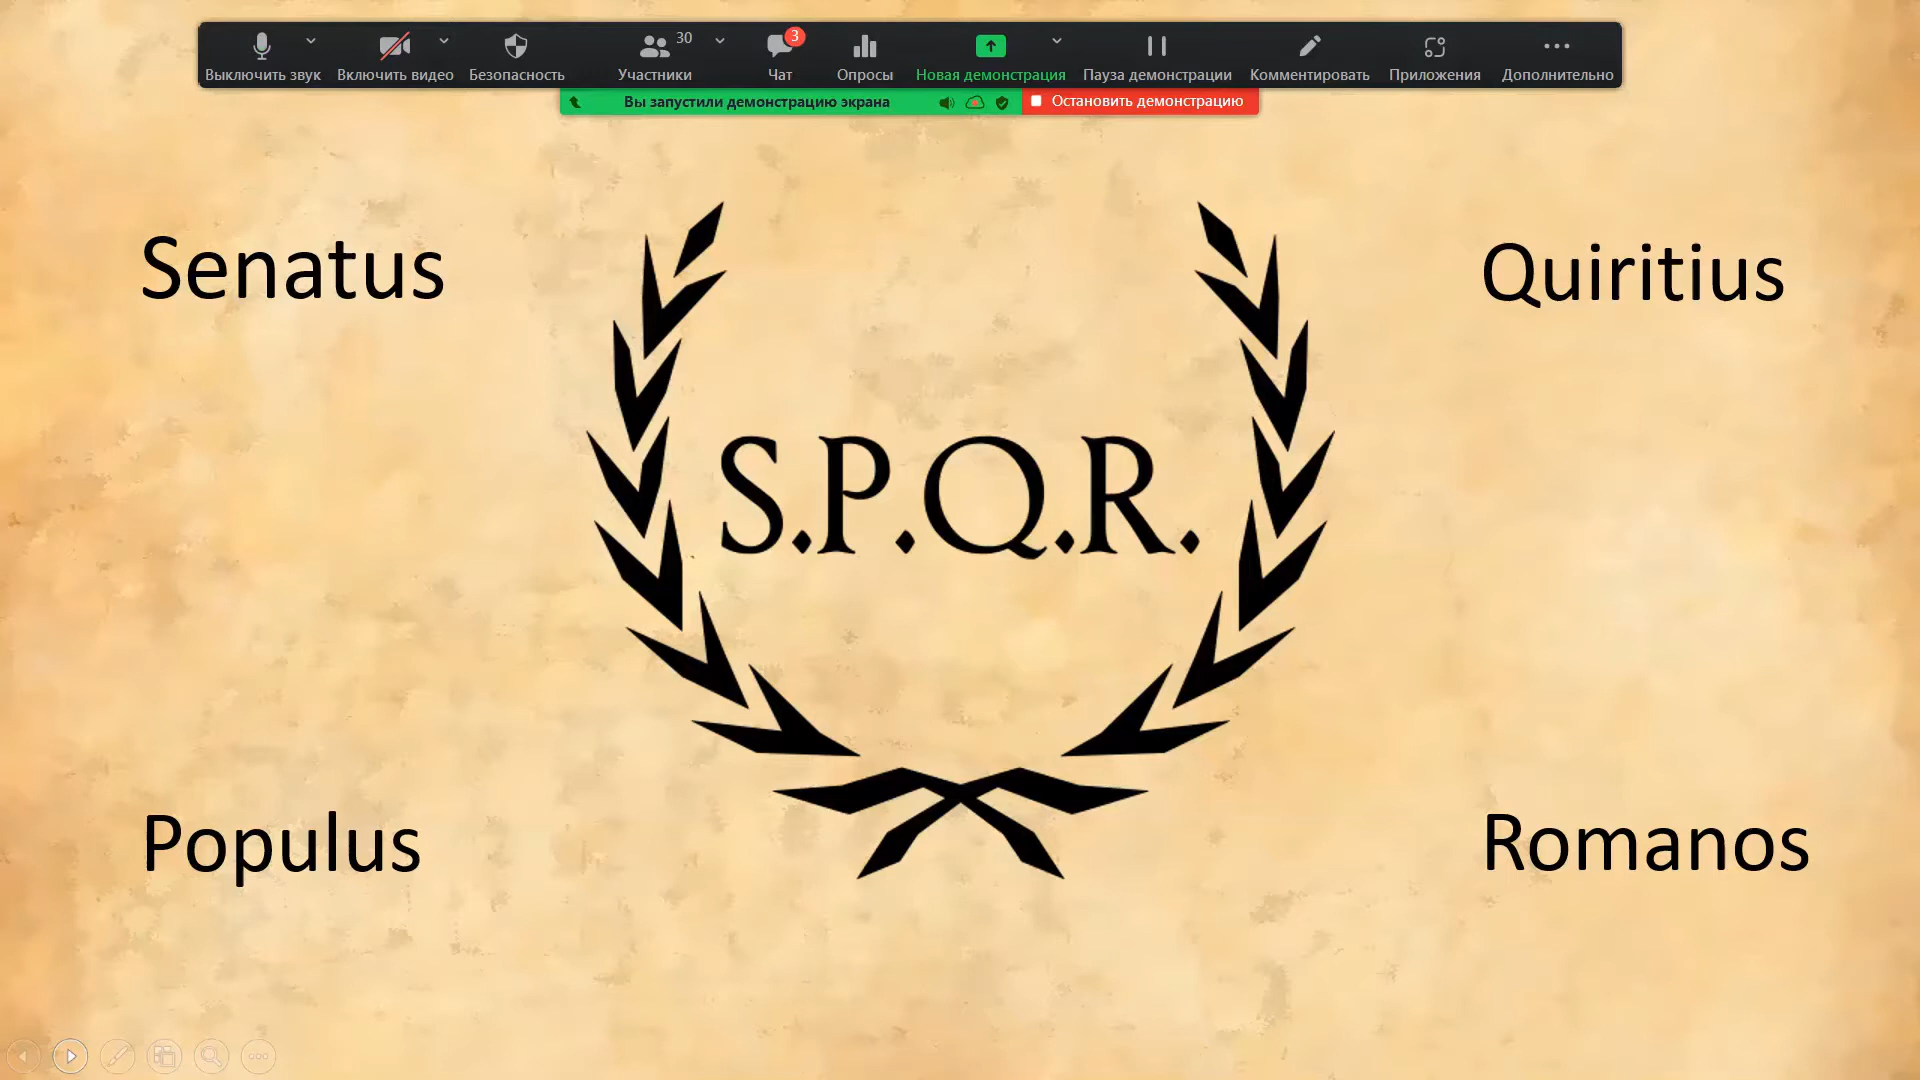 Выключить звук
Включить видео
Безопасность
Участники
30
Чат
3
Опросы
Новая демонстрация
Пауза демонстрации
Комментировать
Приложения
Дополнительно
Вы запустили демонстрацию экрана
Остановить демонстрацию
Senatus
Quiritius
S.P.Q.R.
Populus
Romanos